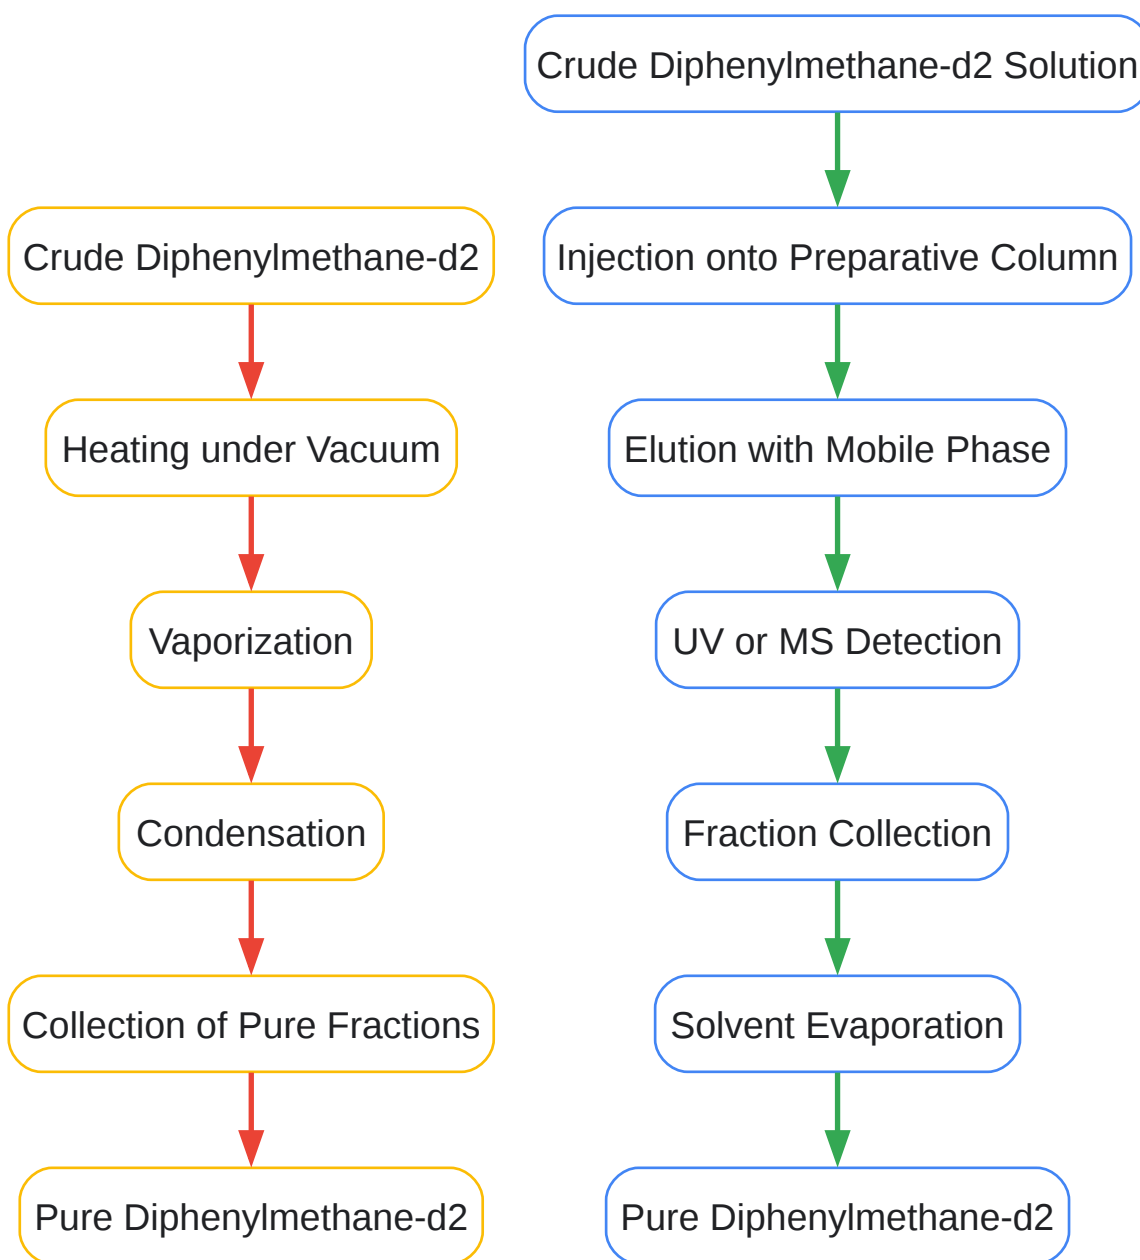 Crude Diphenylmethane-d2
Heating under Vacuum
Vaporization
Condensation
Collection of Pure Fractions
Pure Diphenylmethane-d2
Crude Diphenylmethane-d2 Solution
Injection onto Preparative Column
Elution with Mobile Phase
UV or MS Detection
Fraction Collection
Solvent Evaporation
Pure Diphenylmethane-d2